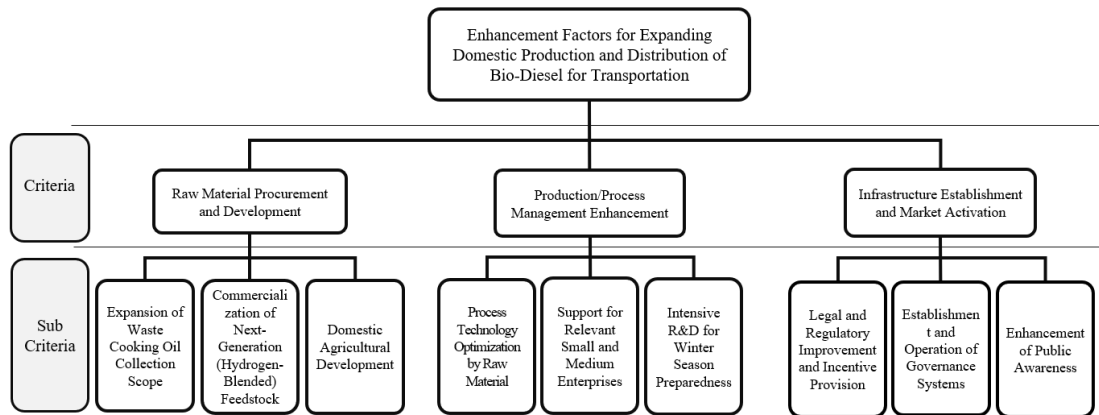 Enhancement Factors for Expanding
Domestic Production and Distribution of
Bio-Diesel for Transportation
Criteria
Raw Material Procurement
and Development
Production/Process
Management Enhancement
Infrastructure Establishment
and Market Activation
Sub
Criteria
Expansion of
Waste
Cooking Oil
Collection
Scope
Commerciali
zation of
Next-
Generation
(Hydrogen-
Blended)
Feedstock
Domestic
Agricultural
Development
Process
Technology
Optimization
by Raw
Material
Support for
Relevant
Small and
Medium
Enterprises
Intensive
R&D for
Winter
Season
Preparedness
Legal and
Regulatory
Improvement
and Incentive
Provision
Establishmen
t and
Operation of
Governance
Systems
Enhancement
of Public
Awareness